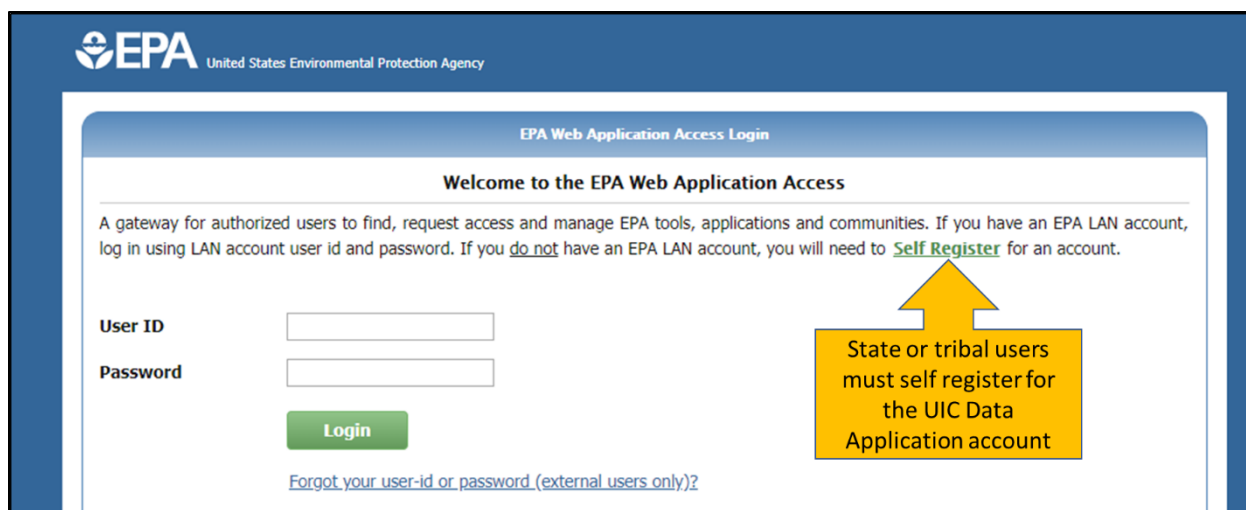 EPA United States Environmental Protection Agency
EPA Web Application Access Login
Welcome to the EPA Web Application Access
A gateway for authorized users to find, request access and manage EPA tools, applications and communities. If you have an EPA LAN account,
log in using LAN account user id and password. If you do not have an EPA LAN account, you will need to Self Register for an account.
User ID
Password
Login
Forgot your user-id or password (external users only)?
State or tribal users
must self register for
the UIC Data
Application account